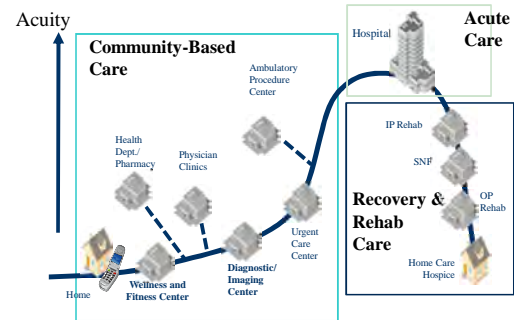 Acuity
Community-Based
Care
Hospital
Acute
Care
Ambulatory
Procedure
Center
Health
Dept./
Pharmacy
Physician
Clinics
IP Rehab
SNF
OP
Rehab
Recovery &
Rehab
Care
Urgent
Care
Center
Home
Wellness and
Fitness Center
Diagnostic/
Imaging
Center
Home Care
Hospice